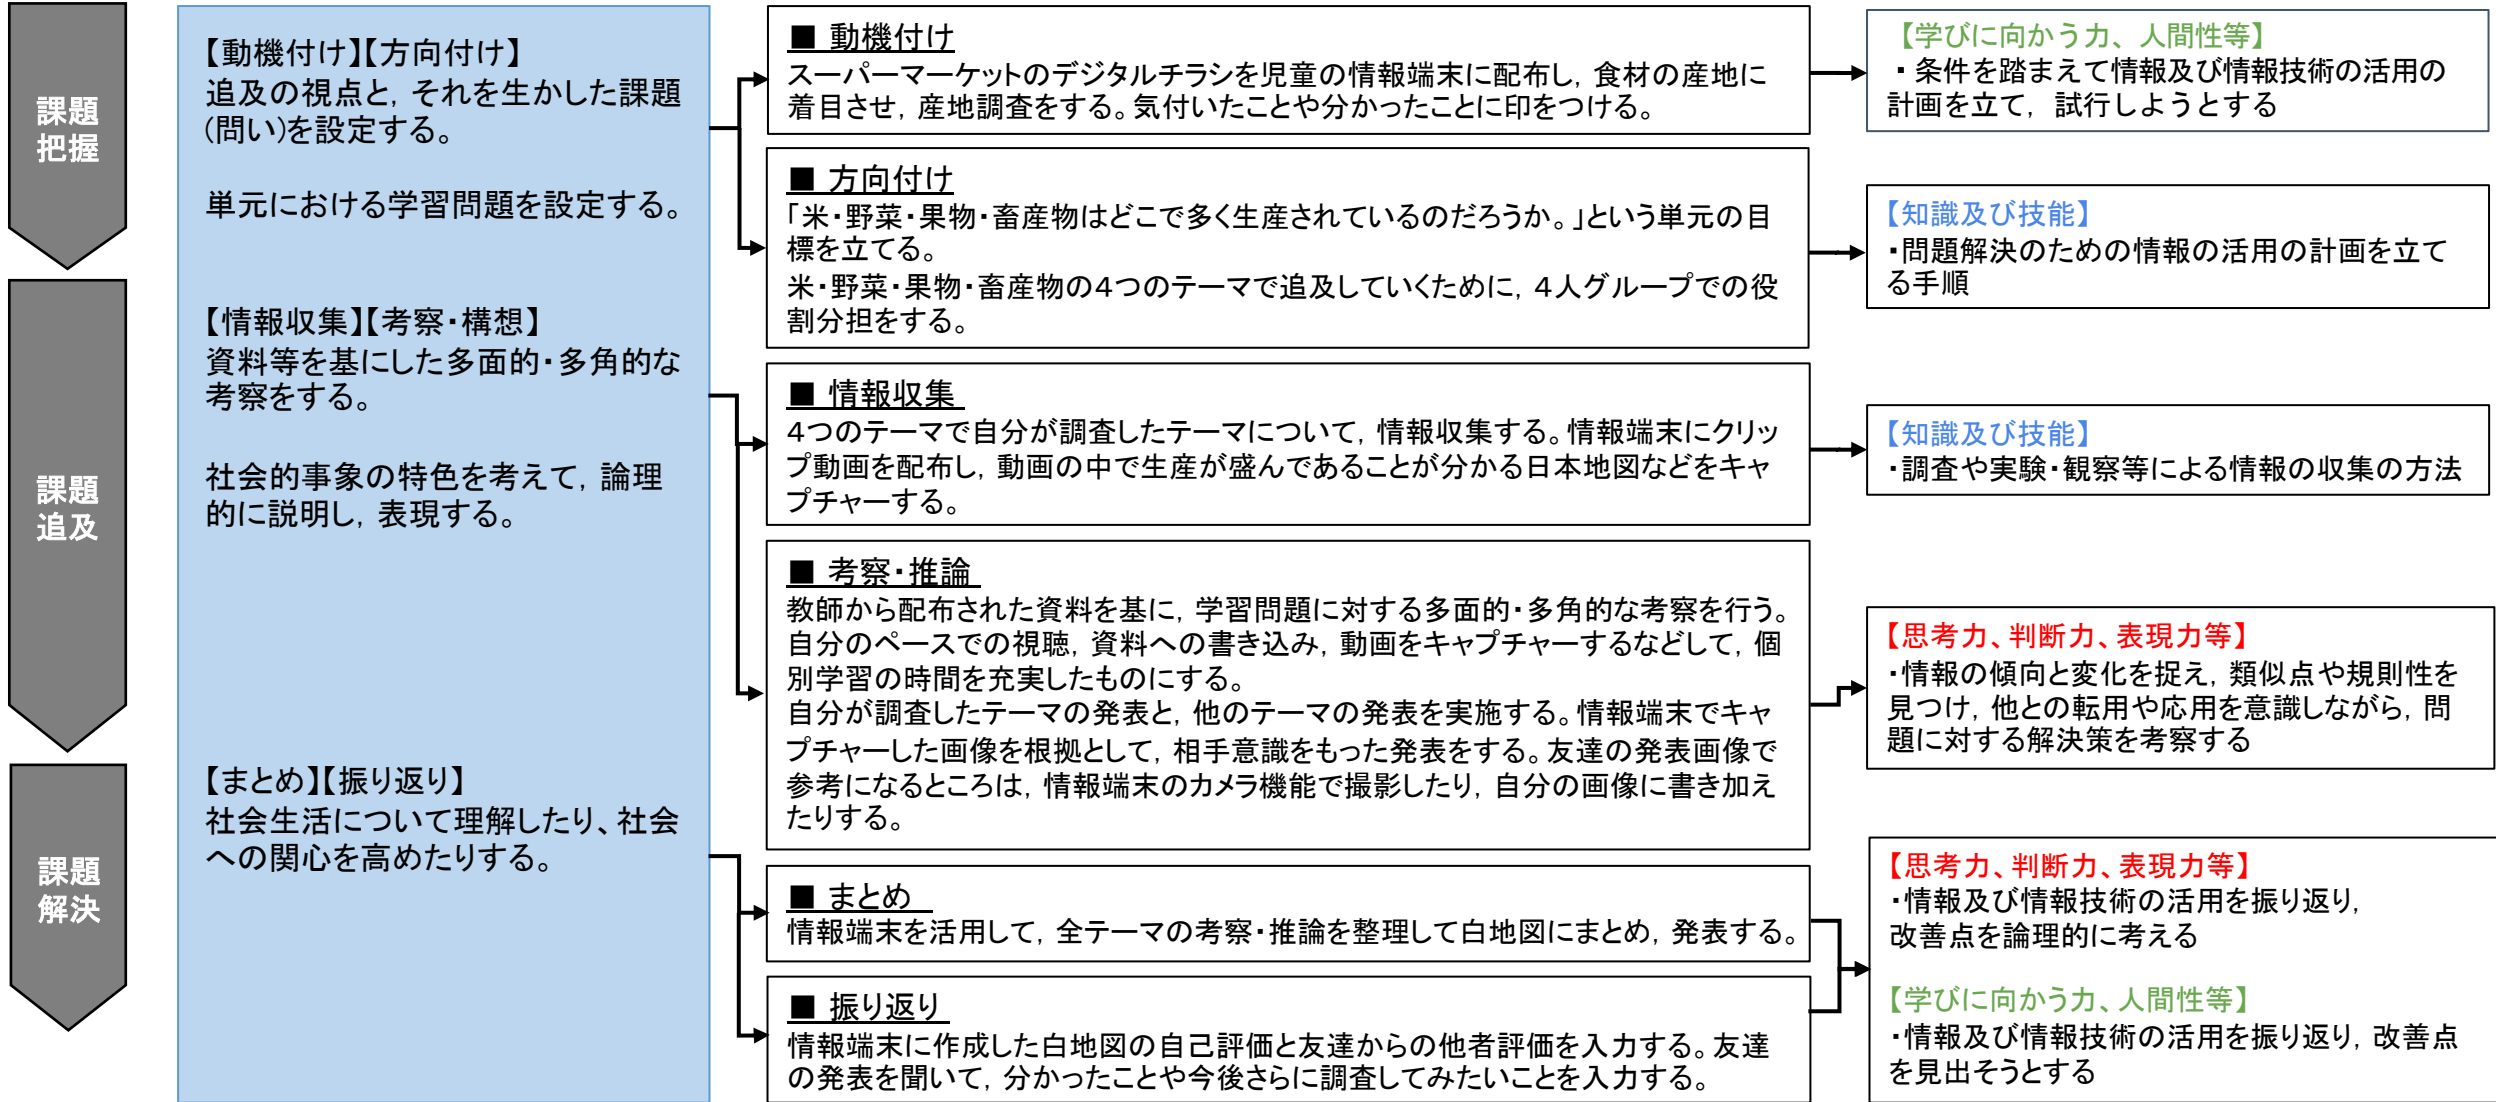 課題
把握
課題
追及
課題
解決
【動機付け】【方向付け】
追及の視点と，それを生かした課題
(問い)を設定する。
単元における学習問題を設定する。
【情報収集】【考察・構想】
資料等を基にした多面的・多角的な
考察をする。
社会的事象の特色を考えて，論理
的に説明し，表現する。
【まとめ】【振り返り】
社会生活について理解したり、社会
への関心を高めたりする。
■ 動機付け
スーパーマーケットのデジタルチラシを児童の情報端末に配布し，食材の産地に
着目させ，産地調査をする。気付いたことや分かったことに印をつける。
■ 方向付け
「米・野菜・果物・畜産物はどこで多く生産されているのだろうか。」という単元の目
標を立てる。
米・野菜・果物・畜産物の４つのテーマで追及していくために，４人グループでの役
割分担をする。
■ 情報収集
４つのテーマで自分が調査したテーマについて，情報収集する。情報端末にクリッ
プ動画を配布し，動画の中で生産が盛んであることが分かる日本地図などをキャ
プチャーする。
■ 考察・推論
教師から配布された資料を基に，学習問題に対する多面的・多角的な考察を行う。
自分のペースでの視聴，資料への書き込み，動画をキャプチャーするなどして，個
別学習の時間を充実したものにする。
自分が調査したテーマの発表と，他のテーマの発表を実施する。情報端末でキャ
プチャーした画像を根拠として，相手意識をもった発表をする。友達の発表画像で
参考になるところは，情報端末のカメラ機能で撮影したり，自分の画像に書き加え
たりする。
■ まとめ
情報端末を活用して，全テーマの考察・推論を整理して白地図にまとめ，発表する。
■ 振り返り
情報端末に作成した白地図の自己評価と友達からの他者評価を入力する。友達
の発表を聞いて，分かったことや今後さらに調査してみたいことを入力する。
【学びに向かう力、人間性等】
・条件を踏まえて情報及び情報技術の活用の
計画を立て，試行しようとする
【知識及び技能】
・問題解決のための情報の活用の計画を立て
る手順
【知識及び技能】
・調査や実験・観察等による情報の収集の方法
【思考力、判断力、表現力等】
・情報の傾向と変化を捉え，類似点や規則性を
見つけ，他との転用や応用を意識しながら，問
題に対する解決策を考察する
【思考力、判断力、表現力等】
・情報及び情報技術の活用を振り返り，
改善点を論理的に考える
【学びに向かう力、人間性等】
・情報及び情報技術の活用を振り返り，改善点
を見出そうとする